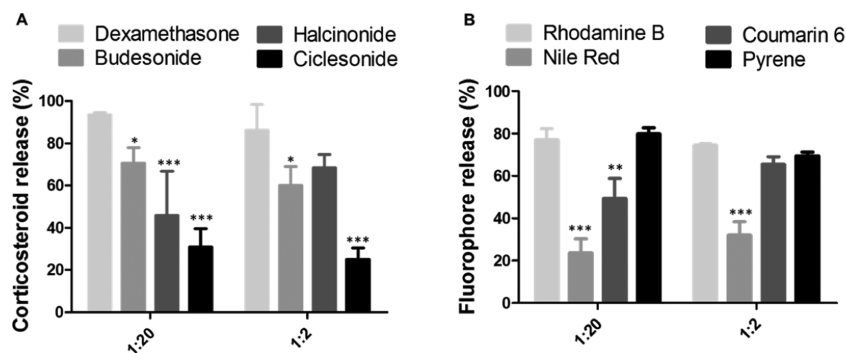 A
Dexamethasone Halcinonide
Budesonide Ciclesonide
Corticosteroid release (%)
100
80
60
40
20
0
* *** *** * ***
1:20 1:2
B
Rhodamine B Coumarin 6
Nile Red Pyrene
Fluorophore release (%)
100
80
60
40
20
0
*** ** ***
1:20 1:2